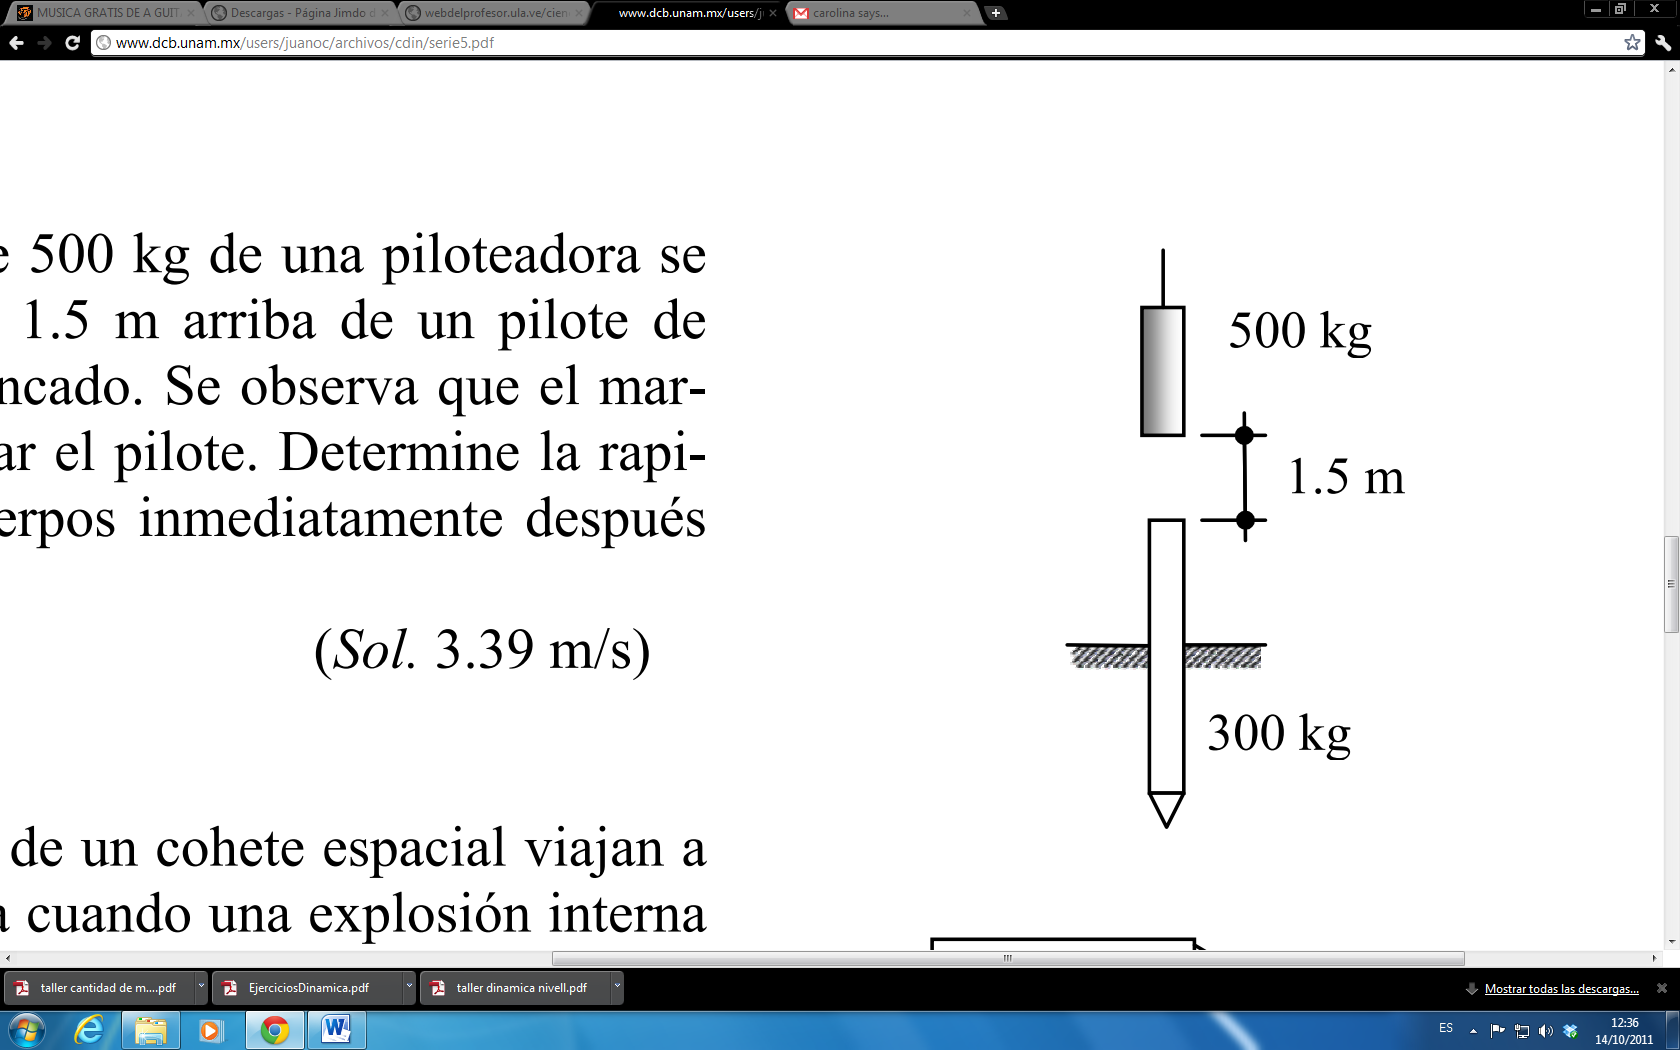 MUSICA GRATIS DE A GUIT
Descargas - Página Jimdo d
webdelprofesor.ula.ve/cien
www.dcb.unam.mx/users/j
carolina says...
www.dcb.unam.mx/users/juanoc/archivos/cdin/serie5.pdf
e 500 kg de una piloteadora se
1.5 m arriba de un pilote de
ncado. Se observa que el mar-
ar el pilote. Determine la rapi-
erpos inmediatamente después
(Sol. 3.39 m/s)
500 kg
1.5 m
300 kg
de un cohete espacial viajan a
a cuando una explosión interna
taller cantidad de m....pdf
EjerciciosDinamica.pdf
taller dinamica nivell.pdf
Mostrar todas las descargas...
ES
12:36
14/10/2011